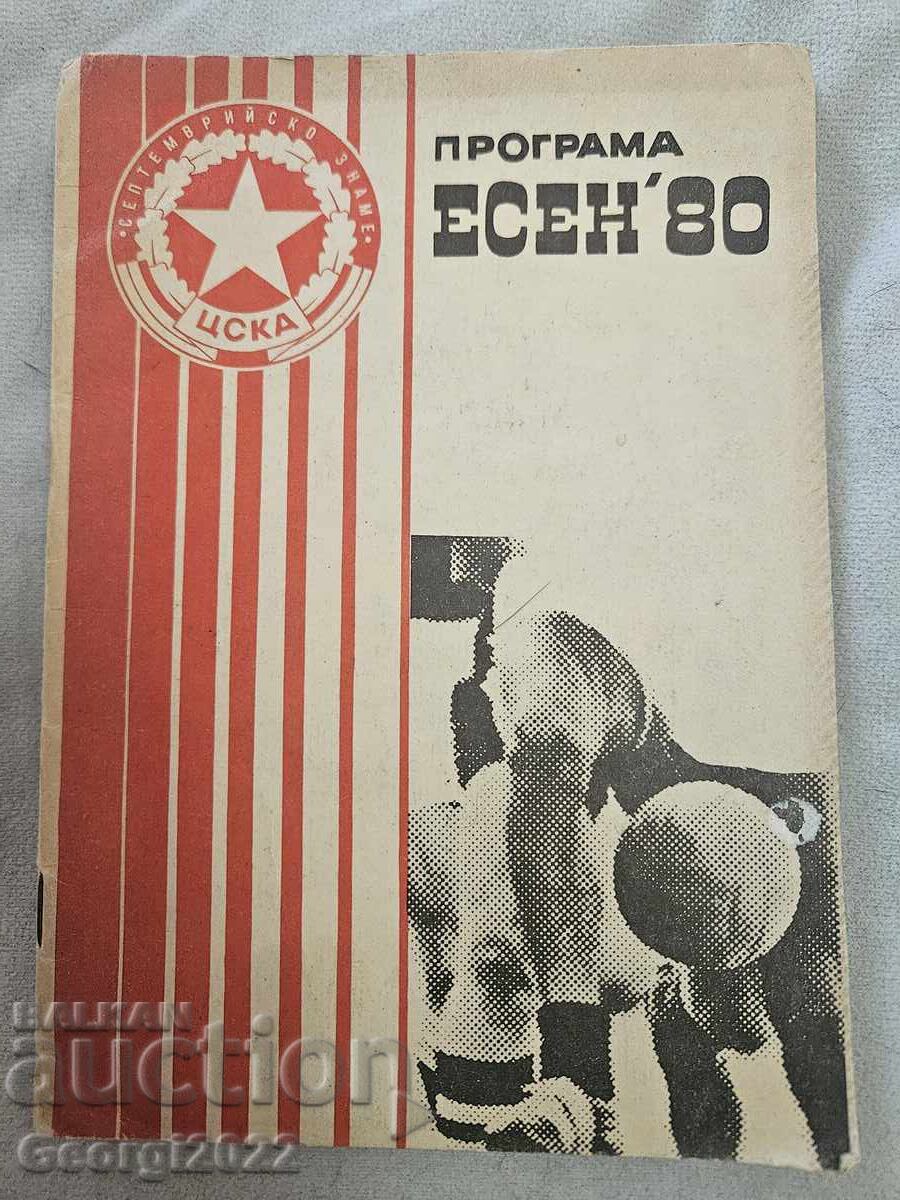 • СЕПТЕМВРИЙСКО ЗНАМЕ •
ЦСКА
ПРОГРАМА
ЕСЕН'80
BALKAN
auction
Georgi2022